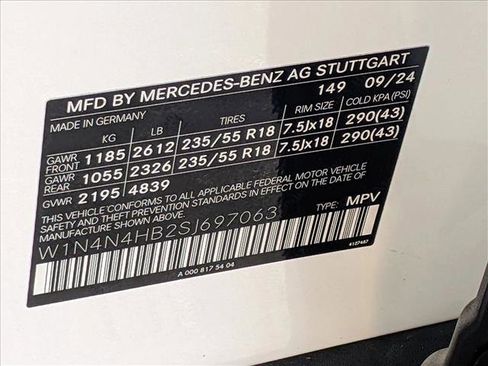 MFD BY MERCEDES-BENZ AG STUTTGART
149 09/24
MADE IN GERMANY
KG LB TIRES RIM SIZE COLD KPA (PSI)
GAWR FRONT 1185 2612 235/55 R18 7.5Jx18 290(43)
GAWR REAR 1055 2326 235/55 R18 7.5Jx18 290(43)
GVWR 2195 4839
THIS VEHICLE CONFORMS TO ALL APPLICABLE FEDERAL MOTOR VEHICLE
SAFETY AND THEFT PREVENTION STANDARDS IN EFFECT ON THE DATE OF
MANUFACTURE SHOWN ABOVE.
W1N4N4HB2SJ697063 TYPE: MPV
A 000 817 54 04